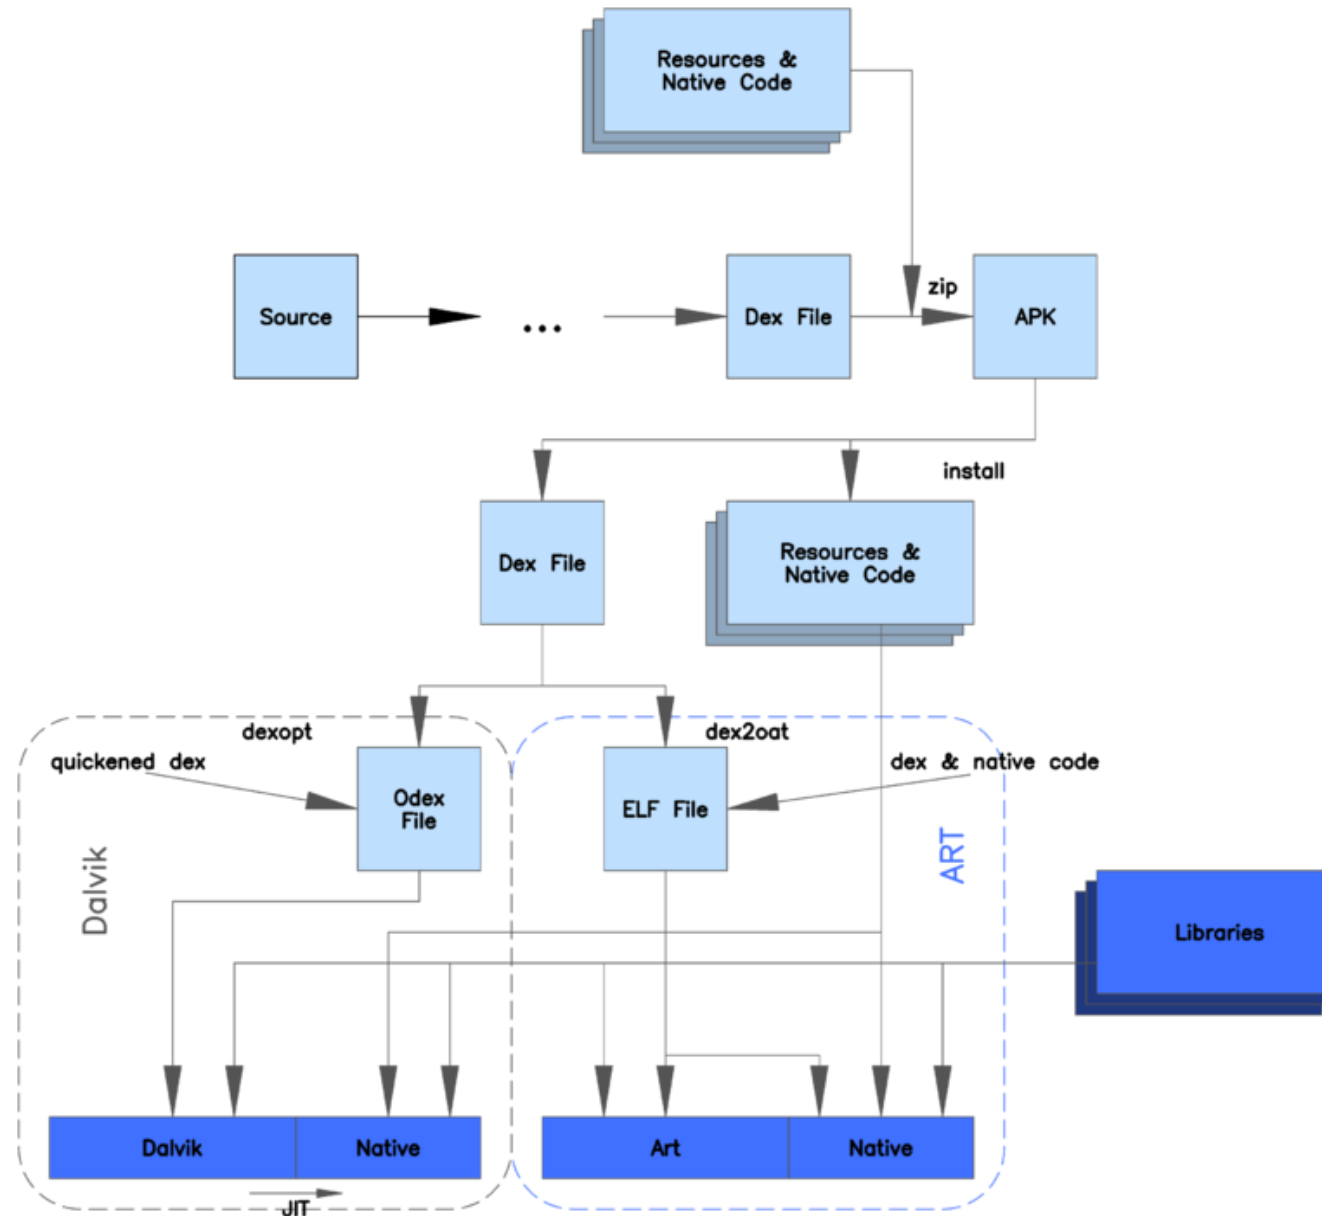 Resources &
Native Code
zip
Source
...
Dex File
APK
install
Dex File
Resources &
Native Code
dexopt
dex2oat
quickened dex
dex & native code
Odex
File
ELF File
Dalvik
ART
Libraries
Dalvik
Native
Art
Native
JIT